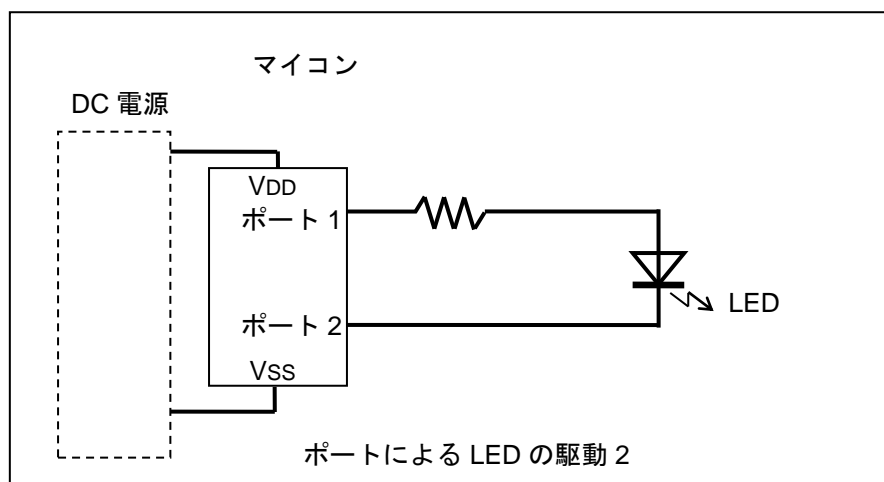 マイコン
DC 電源
VDD
ポート 1
ポート 2
VSS
LED
ポートによる LED の駆動 2